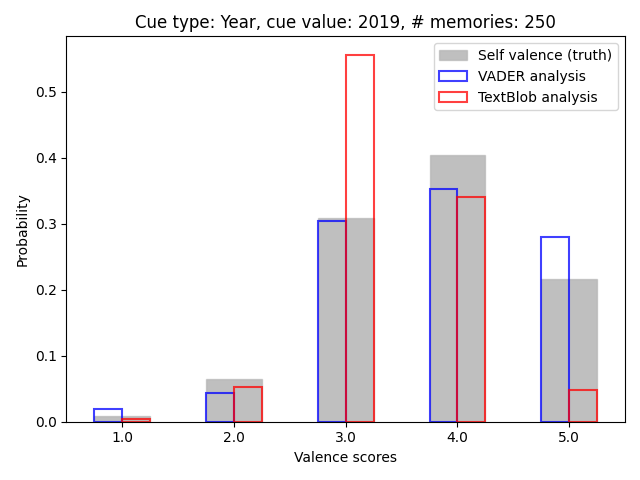 Cue type: Year, cue value: 2019, # memories: 250
Self valence (truth)
VADER analysis
TextBlob analysis
Probability
0.5
0.4
0.3
0.2
0.1
0.0
1.0 2.0 3.0 4.0 5.0
Valence scores